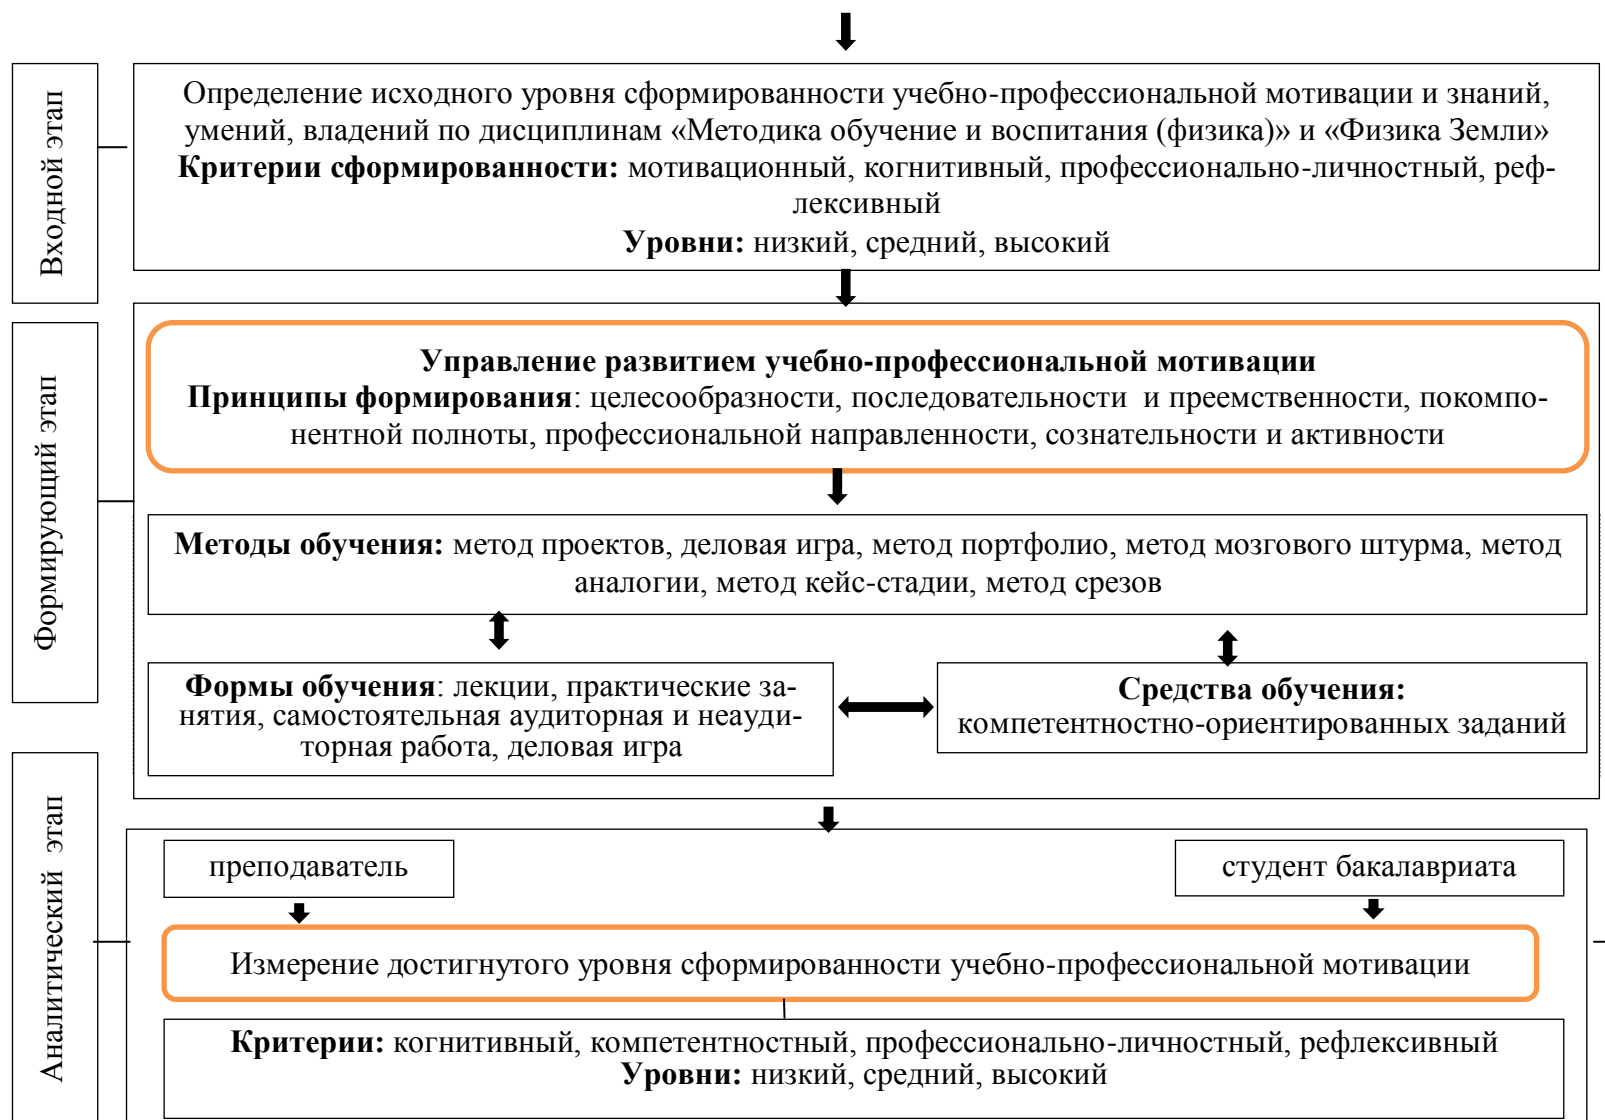 Входной этап
Определение исходного уровня сформированности учебно-профессиональной мотивации и знаний,
умений, владений по дисциплинам «Методика обучение и воспитания (физика)» и «Физика Земли»
Критерии сформированности: мотивационный, когнитивный, профессионально-личностный, реф-
лексивный
Уровни: низкий, средний, высокий
Формирующий этап
Управление развитием учебно-профессиональной мотивации
Принципы формирования: целесообразности, последовательности и преемственности, покомпо-
нентной полноты, профессиональной направленности, сознательности и активности
Методы обучения: метод проектов, деловая игра, метод портфолио, метод мозгового штурма, метод
аналогии, метод кейс-стадии, метод срезов
Формы обучения: лекции, практические за-
нятия, самостоятельная аудиторная и неауди-
торная работа, деловая игра
Средства обучения:
компетентностно-ориентированных заданий
Аналитический этап
преподаватель
студент бакалавриата
Измерение достигнутого уровня сформированности учебно-профессиональной мотивации
Критерии: когнитивный, компетентностный, профессионально-личностный, рефлексивный
Уровни: низкий, средний, высокий